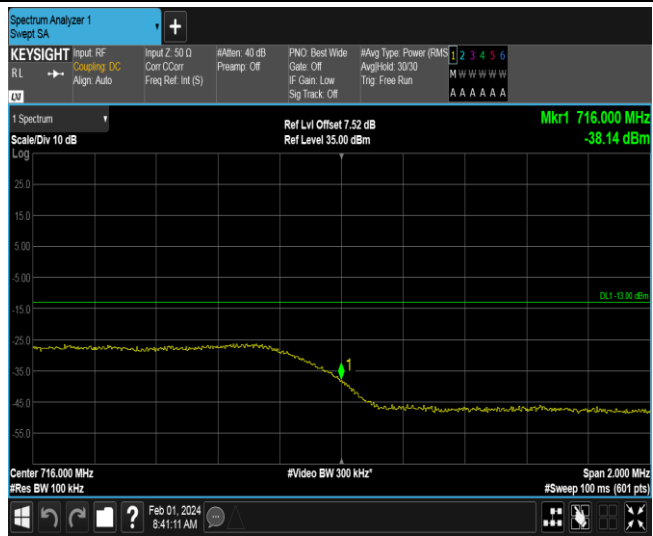 Spectrum Analyzer 1
Swept SA
+
KEYSIGHT
RL
Input: RF
Coupling: DC
Align: Auto
Input Z: 50 Ω
Corr CCorr
Freq Ref: Int (S)
#Atten: 40 dB
Preamp: Off
PNO: Best Wide
Gate: Off
IF Gain: Low
Sig Track: Off
#Avg Type: Power (RMS
Avg|Hold: 30/30
Trig: Free Run
1 2 3 4 5 6
M W W W W W
A A A A A A
1 Spectrum
Scale/Div 10 dB
Log
Ref Lvl Offset 7.52 dB
Ref Level 35.00 dBm
Mkr1 716.000 MHz
-38.14 dBm
25.0
15.0
5.00
-5.00
DL1 -13.00 dBm
-15.0
-25.0
1
-35.0
-45.0
-55.0
Center 716.000 MHz
#Res BW 100 kHz
#Video BW 300 kHz*
Span 2.000 MHz
#Sweep 100 ms (601 pts)
?
Feb 01, 2024
8:41:11 AM